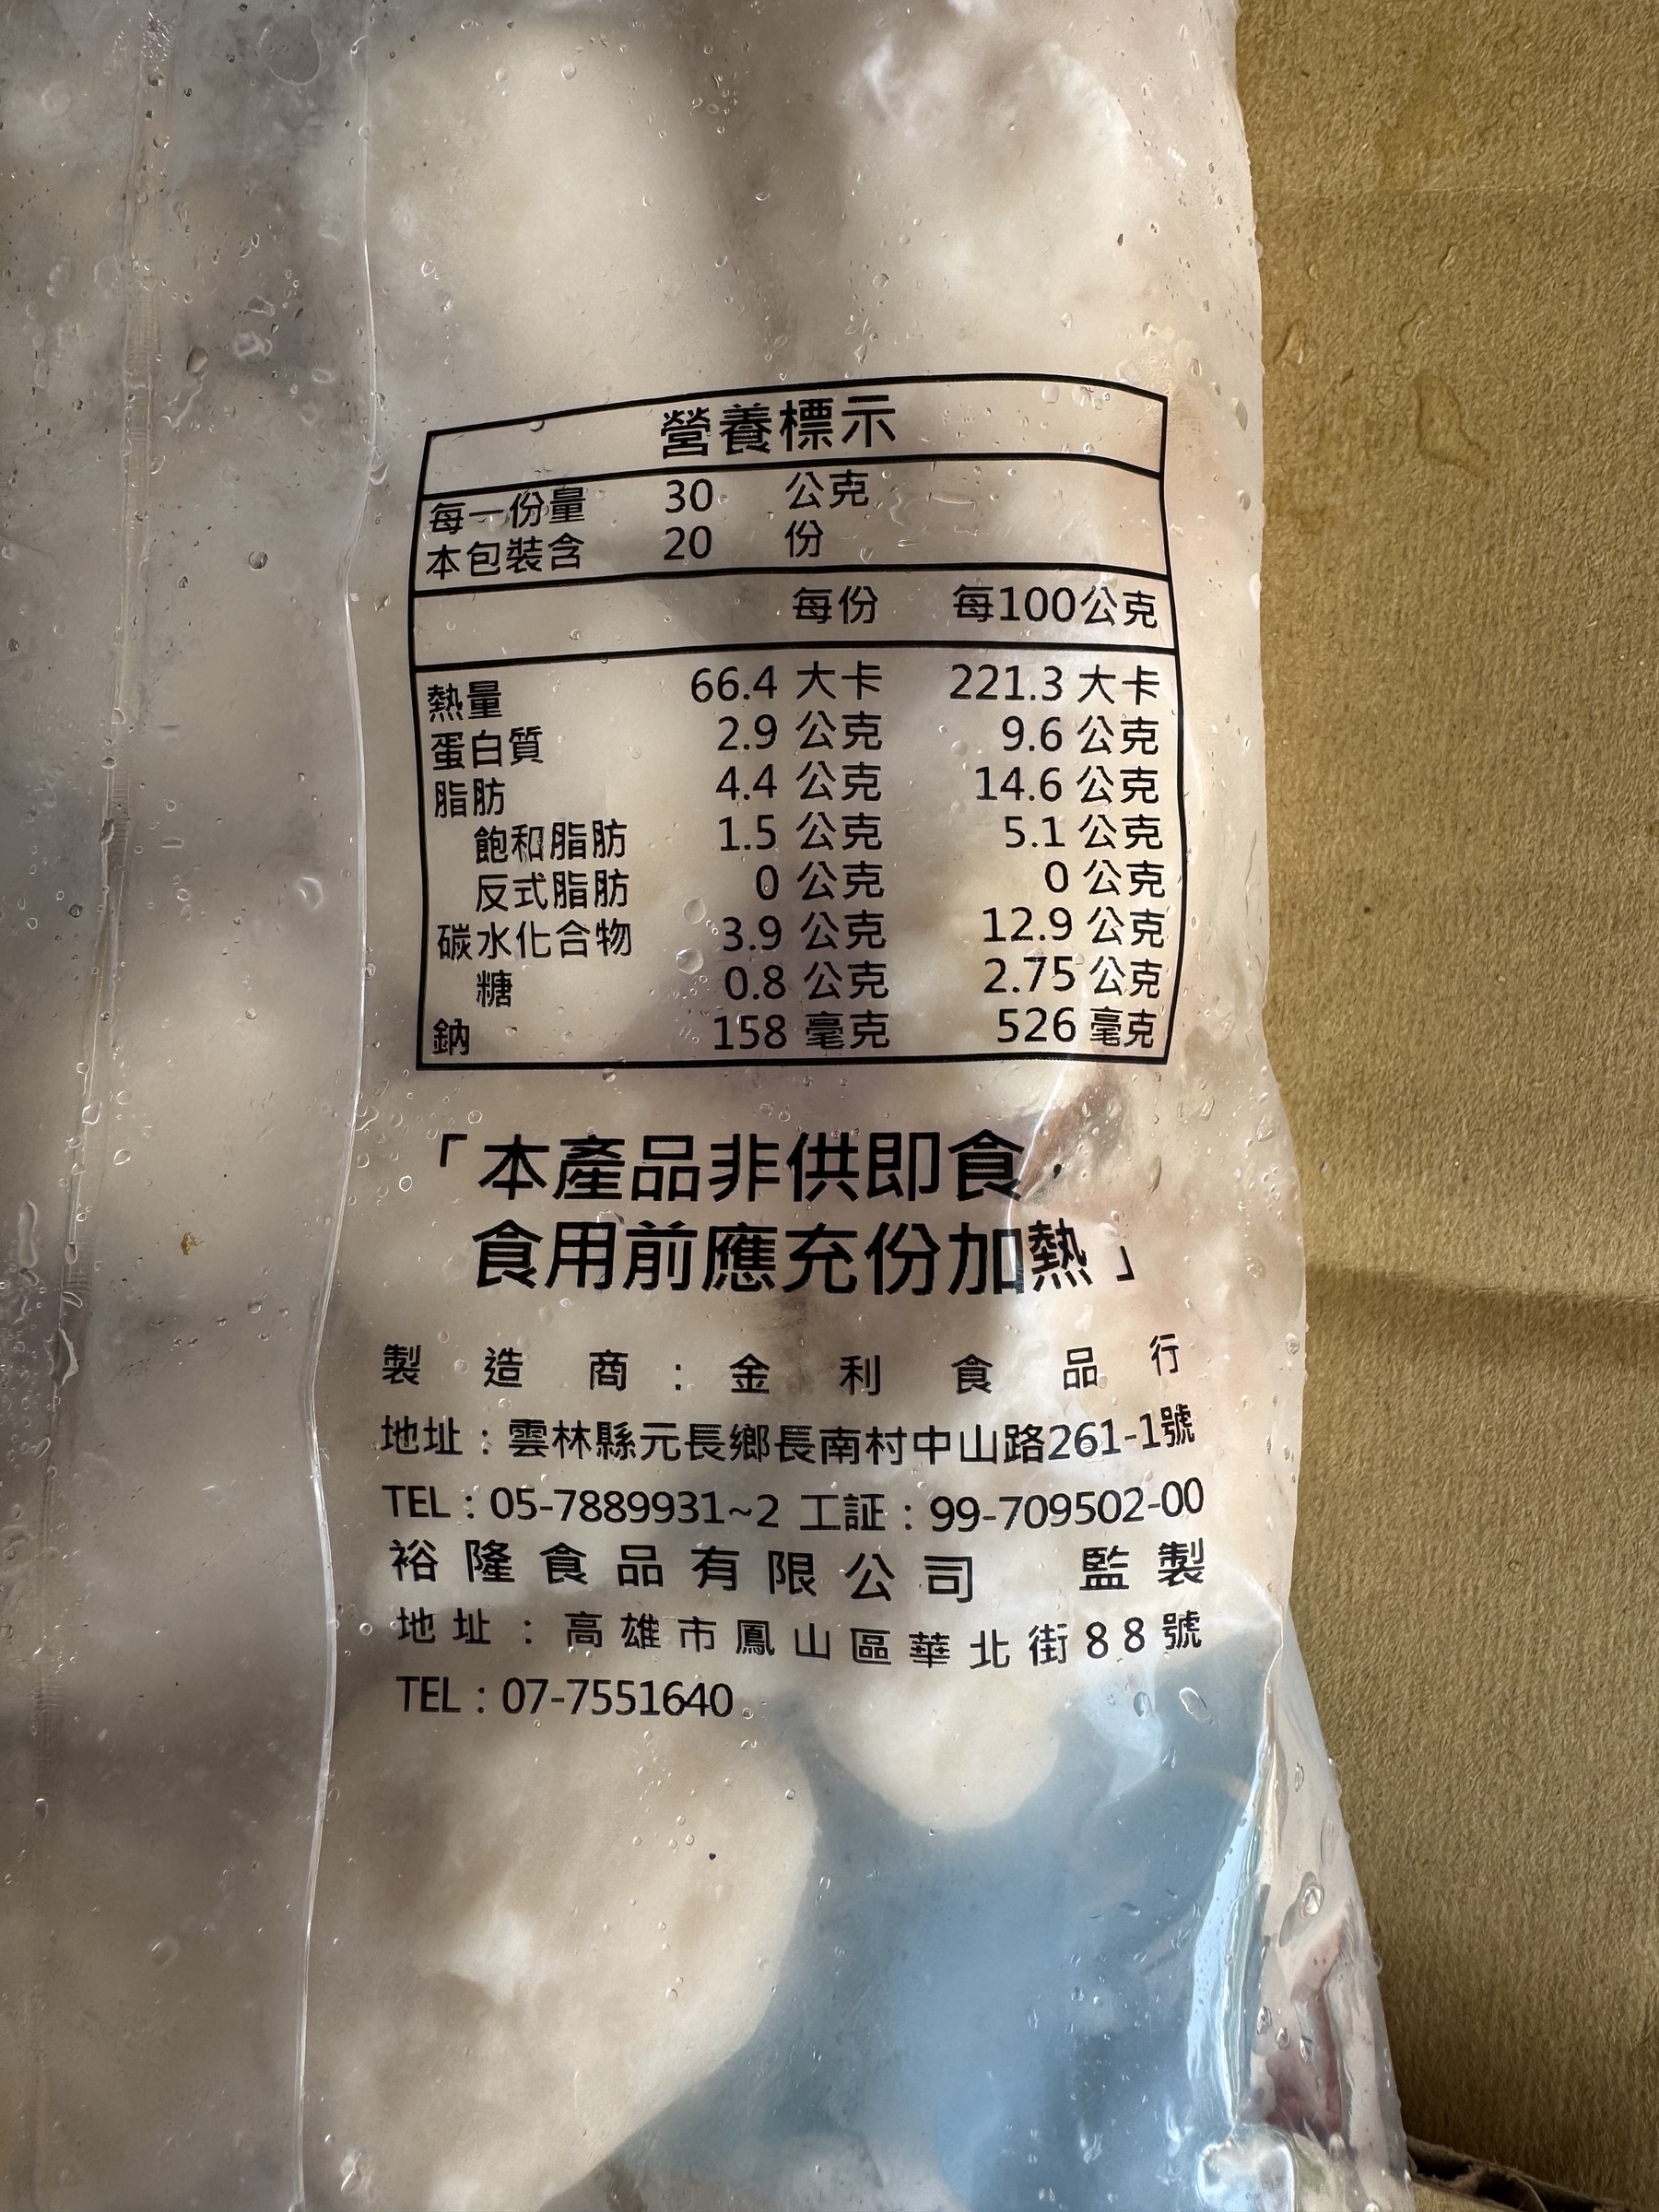 營養標示
每一份量 30 公克
本包裝含 20 份
每份 每100公克
熱量 66.4 大卡 221.3 大卡
蛋白質 2.9 公克 9.6 公克
脂肪 4.4 公克 14.6 公克
飽和脂肪 1.5 公克 5.1 公克
反式脂肪 0 公克 0 公克
碳水化合物 3.9 公克 12.9 公克
糖 0.8 公克 2.75 公克
鈉 158 毫克 526 毫克
「本產品非供即食,
食用前應充份加熱」
製造商:金利食品行
地址:雲林縣元長鄉長南村中山路261-1號
TEL:05-7889931~2 工証:99-709502-00
裕隆食品有限公司 監製
地址:高雄市鳳山區華北街88號
TEL:07-7551640